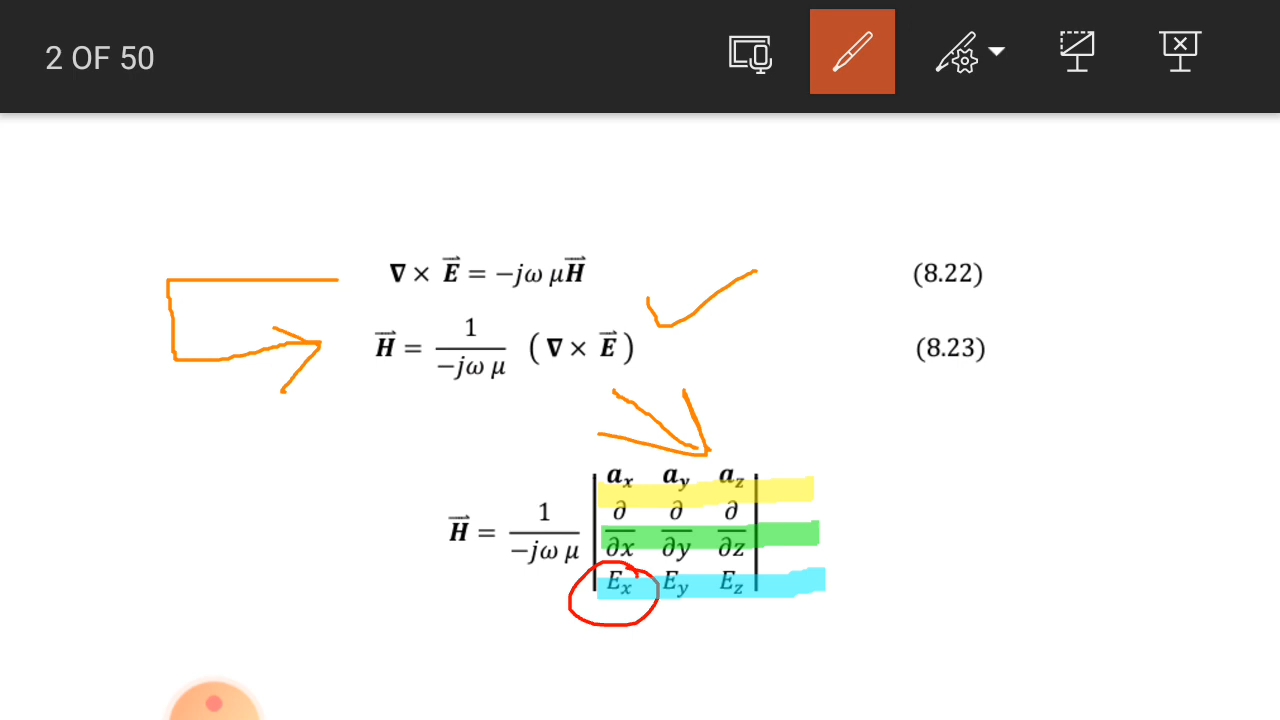 2 OF 50
∇ × E⃗ = −jω μH⃗ (8.22)
H⃗ = 1/(−jω μ) ( ∇ × E⃗ ) (8.23)
H⃗ = 1/(−jω μ) | a_x a_y a_z
∂/∂x ∂/∂y ∂/∂z
E_x E_y E_z |